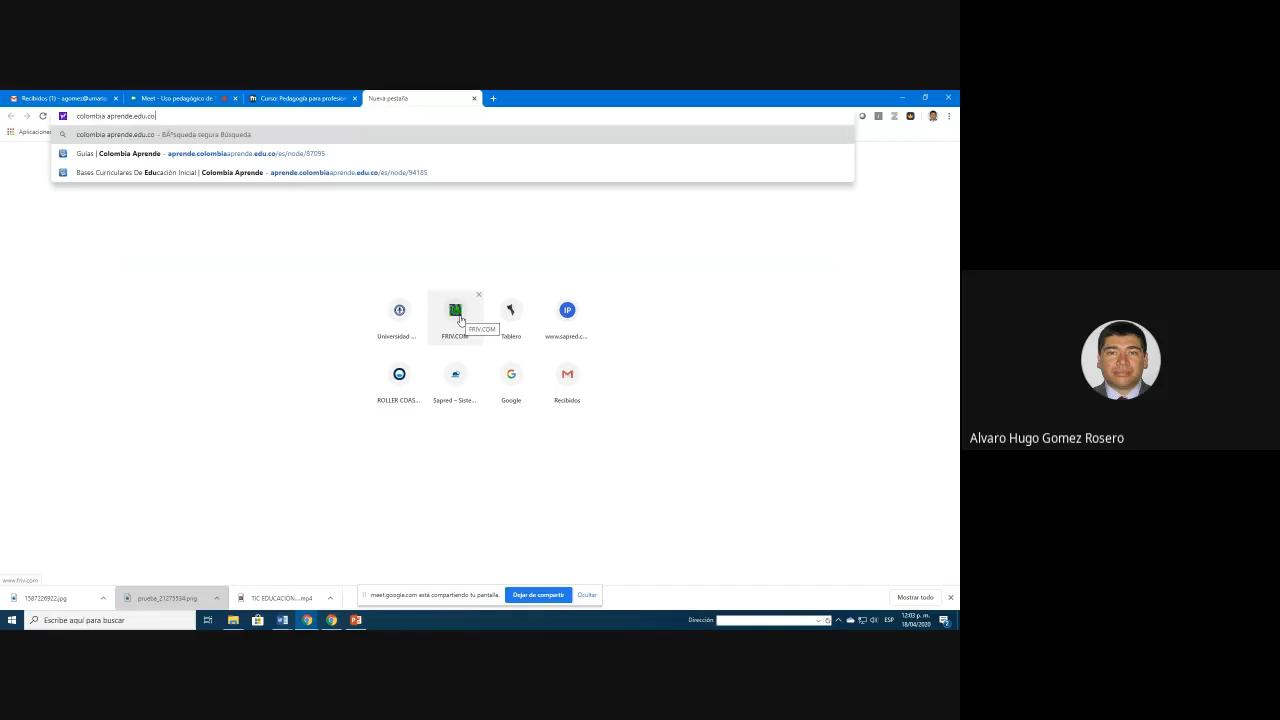 Recibidos (1) - agomez@umari
Meet - Uso pedagógico de
Curso: Pedagogía para profesio
Nueva pestaña
colombia aprende.edu.co
Aplicaciones
colombia aprende.edu.co - BÃºsqueda segura Búsqueda
Guías | Colombia Aprende - aprende.colombiaaprende.edu.co/es/node/87095
Bases Curriculares De Educación Inicial | Colombia Aprende - aprende.colombiaaprende.edu.co/es/node/94185
IP
FRIV.COM
Universidad ...
FRIV.COM
Tablero
www.sapred.c...
ROLLER COAS...
Sapred – Siste...
Google
Recibidos
Alvaro Hugo Gomez Rosero
www.friv.com
1587226922.jpg
prueba_21275534.png
TIC EDUCACIÓN....mp4
meet.google.com está compartiendo tu pantalla.
Dejar de compartir
Ocultar
Mostrar todo
Escribe aquí para buscar
Dirección
ESP
12:03 p. m.
18/04/2020